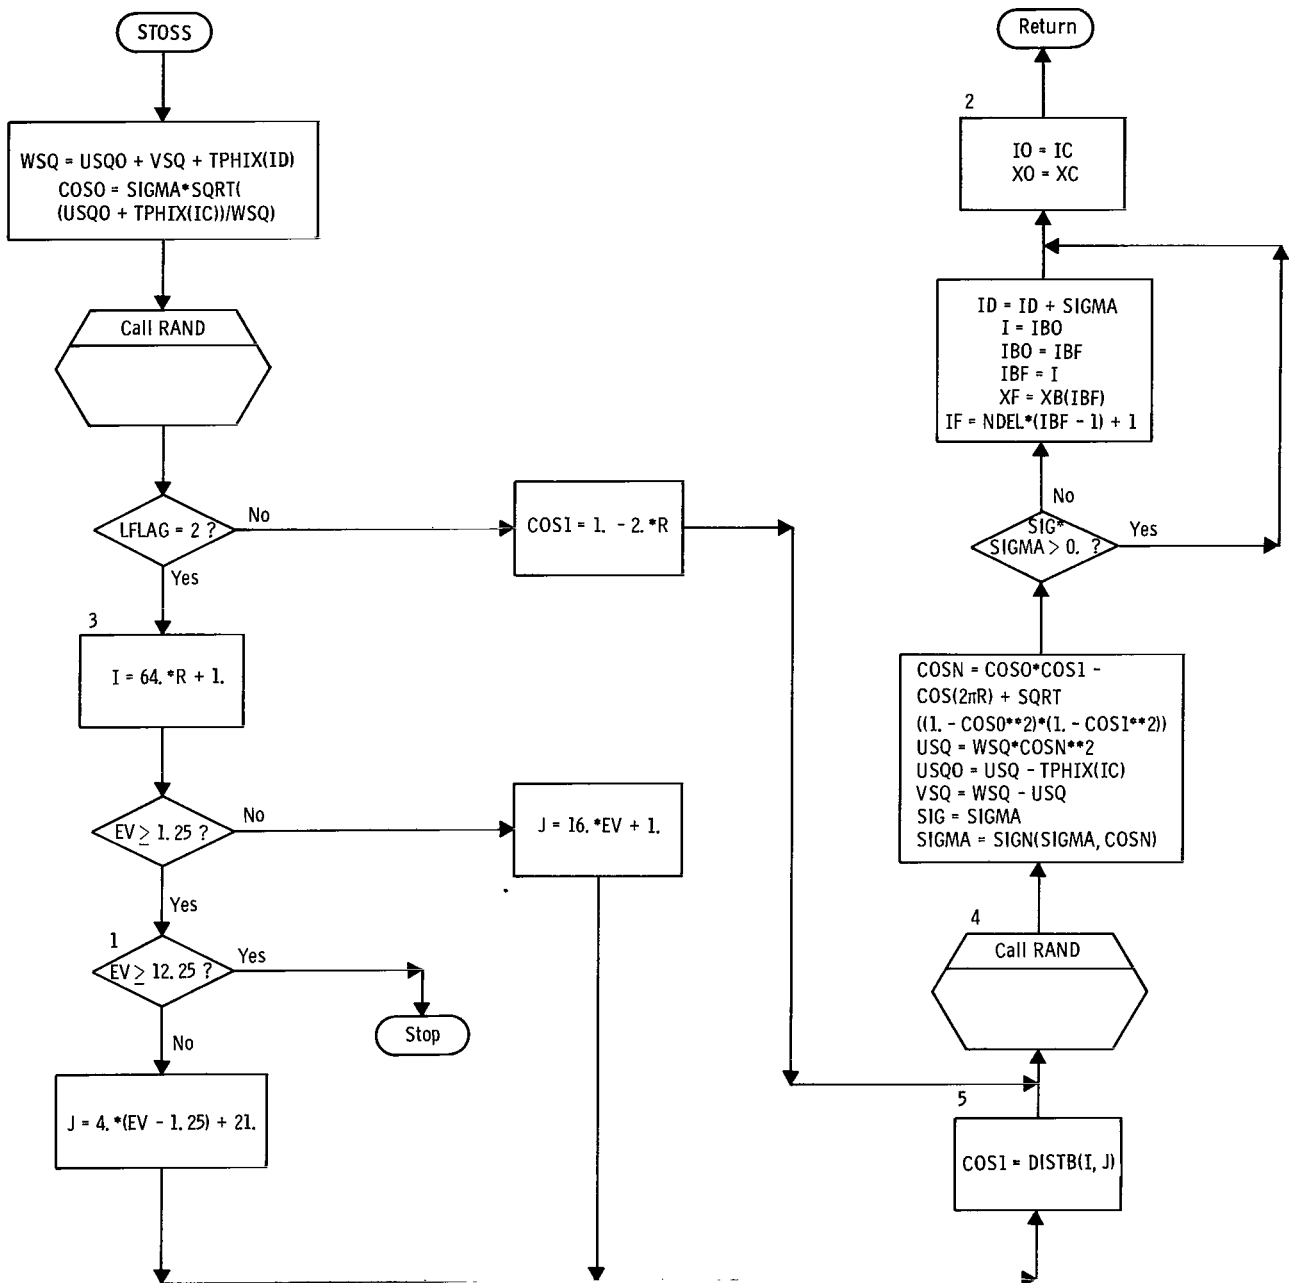 STOSS
WSQ = USQO + VSQ + TPHIX(ID)
COSO = SIGMA*SQRT(
(USQO + TPHIX(IC))/WSQ)
Call RAND
LFLAG = 2 ?
No
Yes
COS1 = 1. - 2.*R
3
I = 64. *R + 1.
EV ≥ 1.25 ?
No
Yes
J = 16. *EV + 1.
1
EV ≥ 12.25 ?
Yes
No
Stop
J = 4. *(EV - 1.25) + 21.
Return
2
IO = IC
XO = XC
ID = ID + SIGMA
I = IBO
IBO = IBF
IBF = I
XF = XB(IBF)
IF = NDEL*(IBF - 1) + 1
No
SIG*
SIGMA > 0. ?
Yes
COSN = COSO*COS1 -
COS(2πR) + SQRT
((1. - COSO**2)*(1. - COS1**2))
USQ = WSQ*COSN**2
USQO = USQ - TPHIX(IC)
VSQ = WSQ - USQ
SIG = SIGMA
SIGMA = SIGN(SIGMA, COSN)
4
Call RAND
5
COS1 = DISTB(I, J)